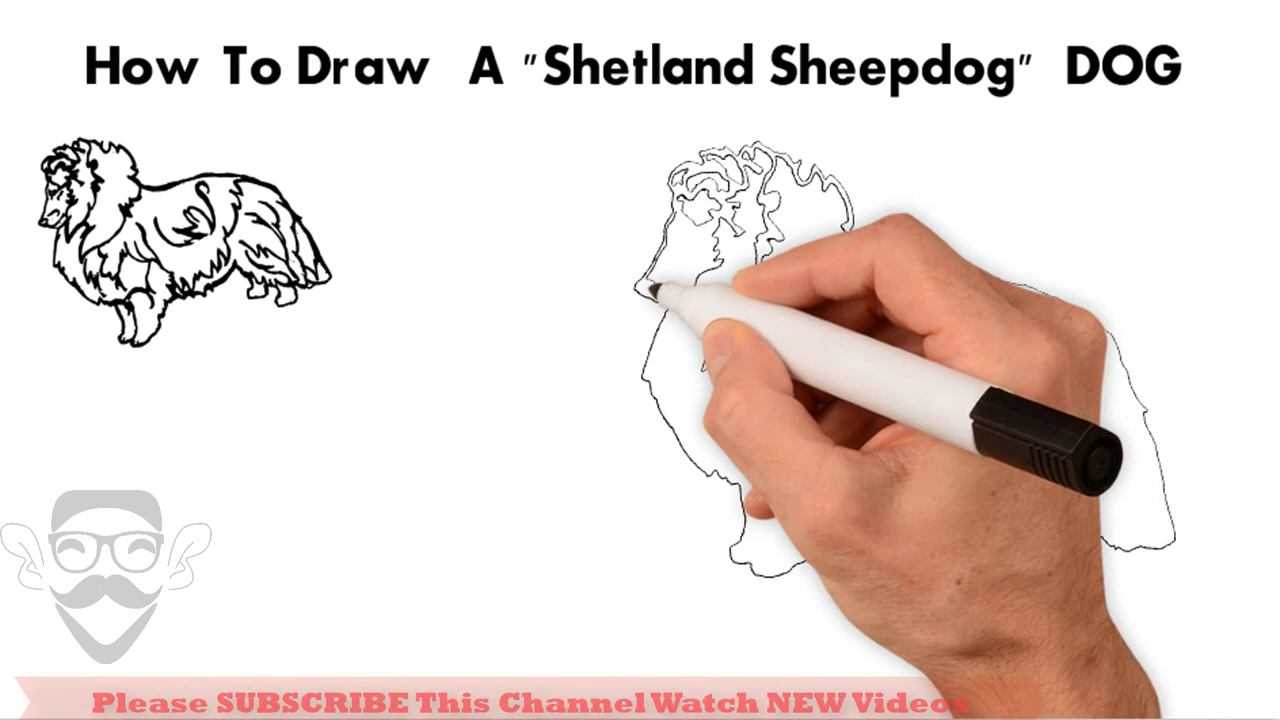 How To Draw A "Shetland Sheepdog" DOG
Please SUBSCRIBE This Channel Watch NEW Videos